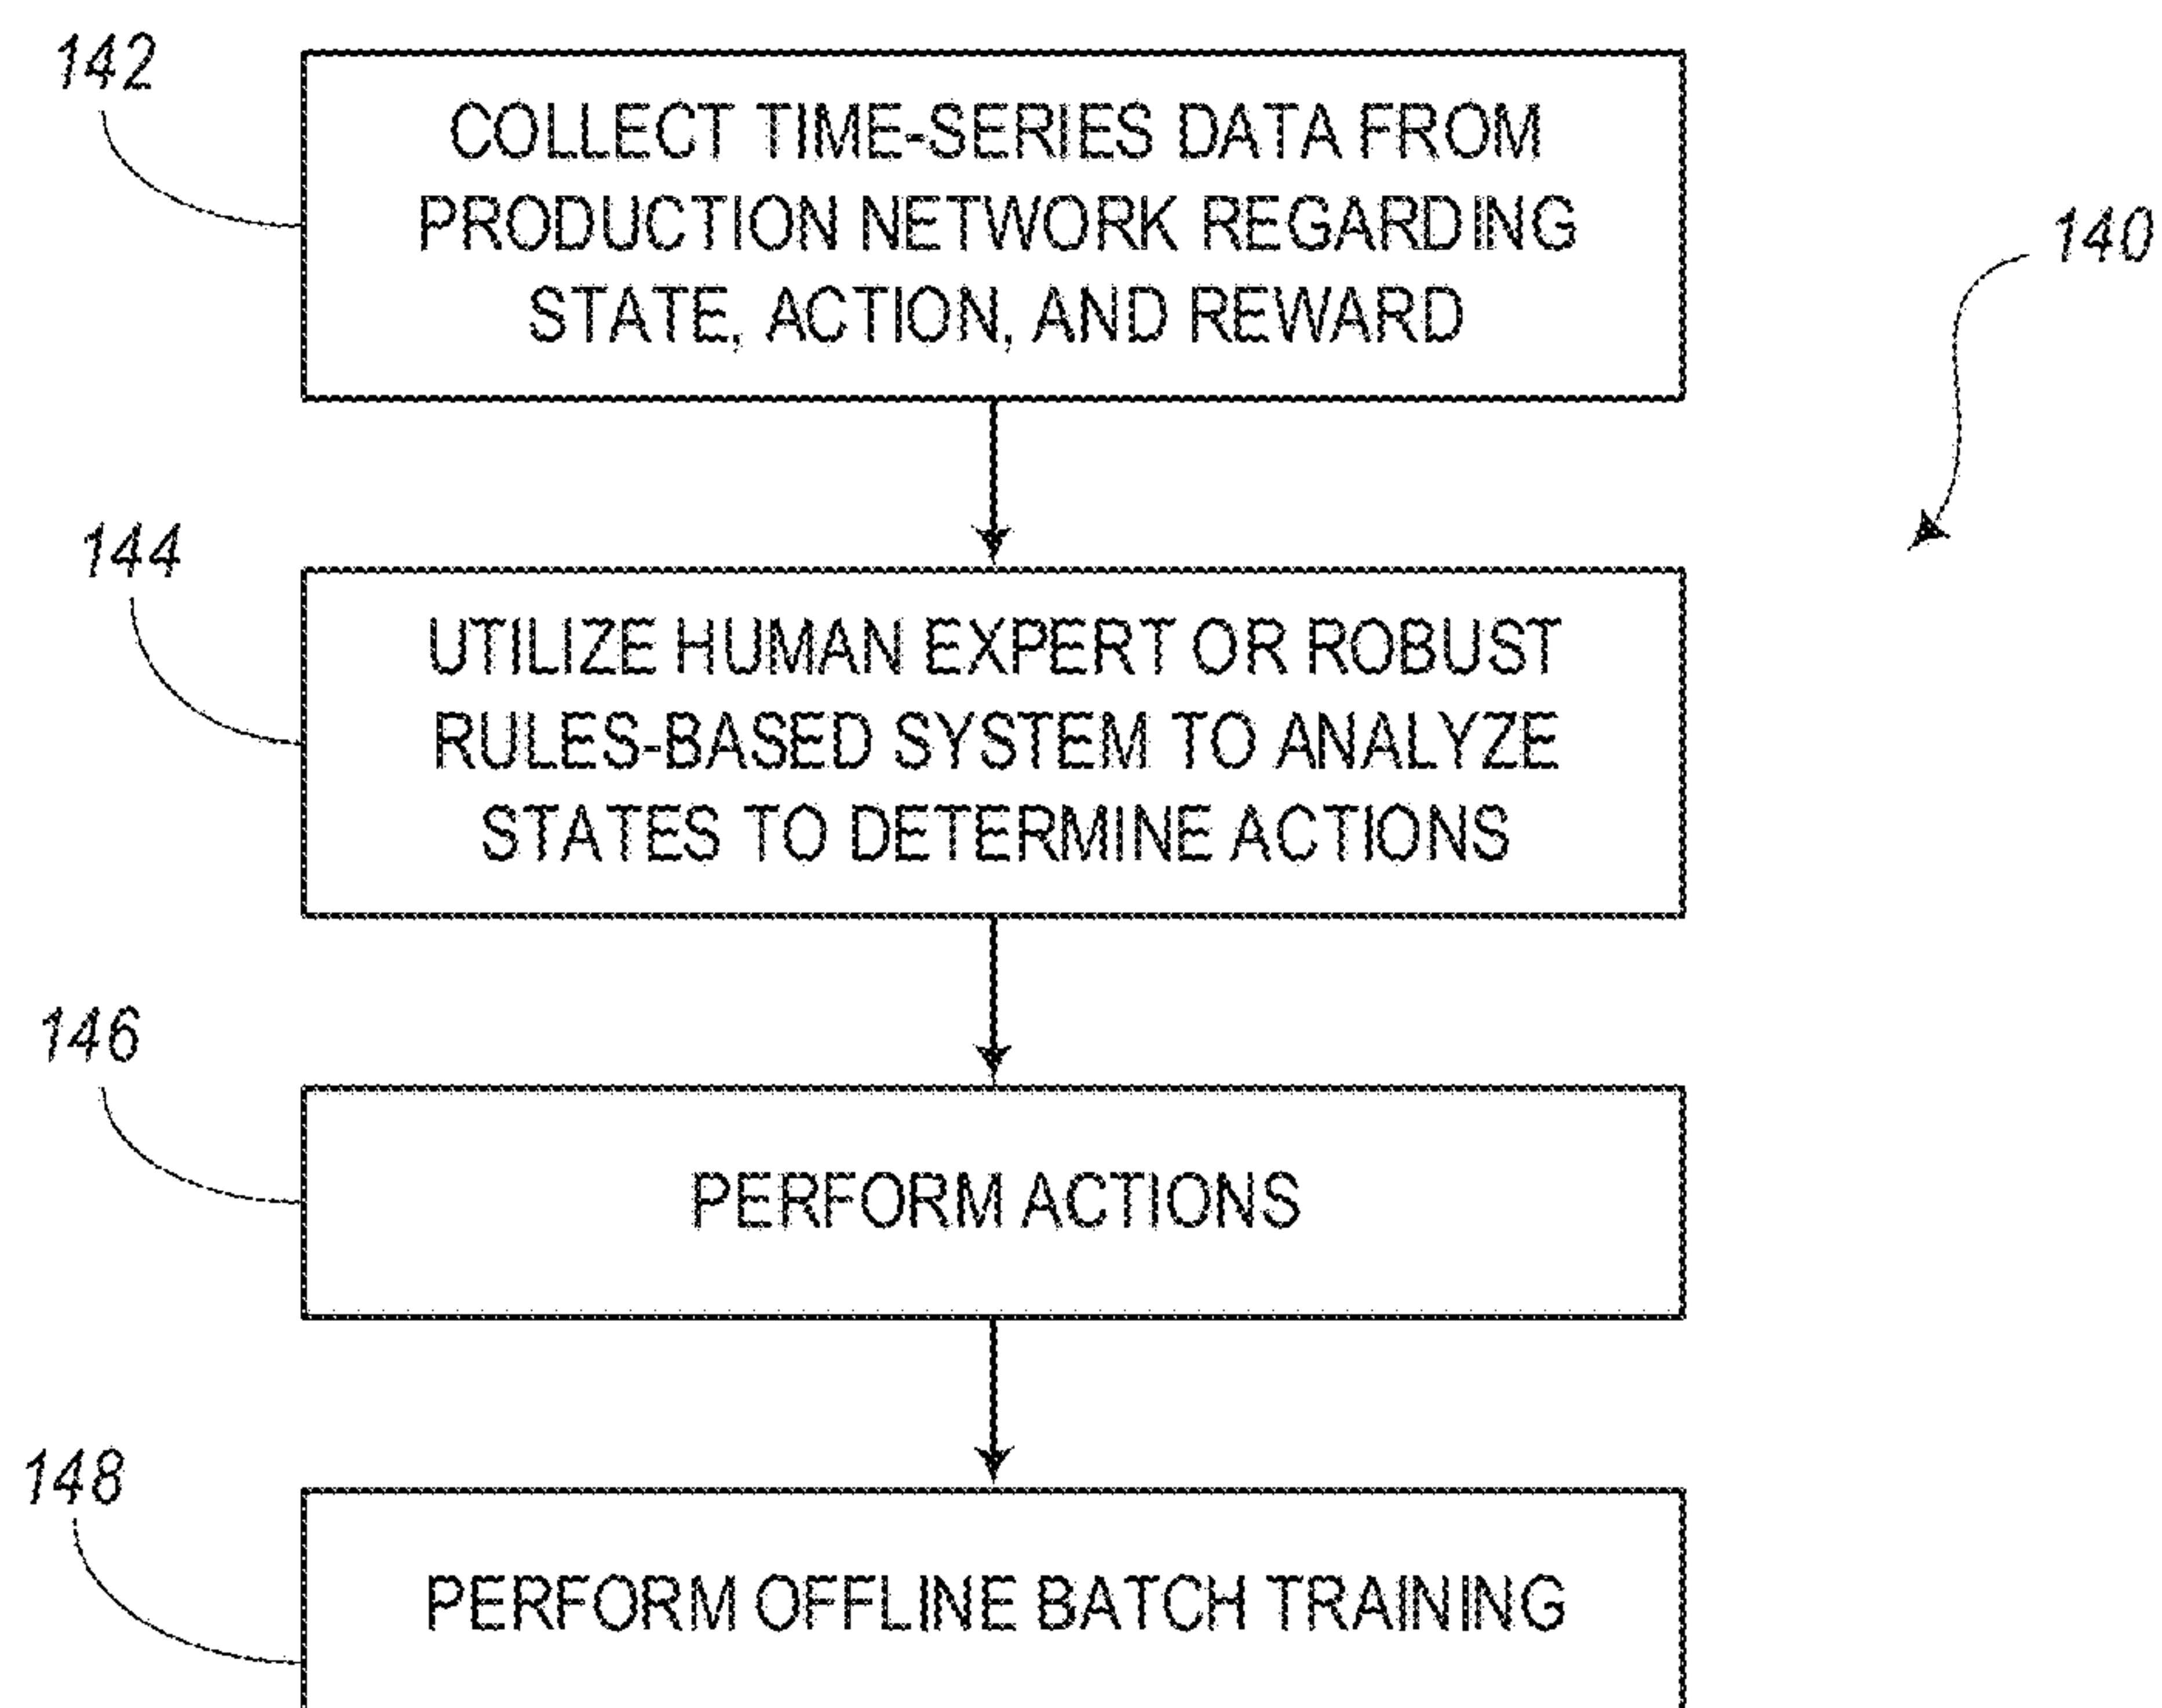 142
COLLECT TIME-SERIES DATA FROM
PRODUCTION NETWORK REGARDING
STATE, ACTION, AND REWARD
140
144
UTILIZE HUMAN EXPERT OR ROBUST
RULES-BASED SYSTEM TO ANALYZE
STATES TO DETERMINE ACTIONS
146
PERFORM ACTIONS
148
PERFORM OFFLINE BATCH TRAINING